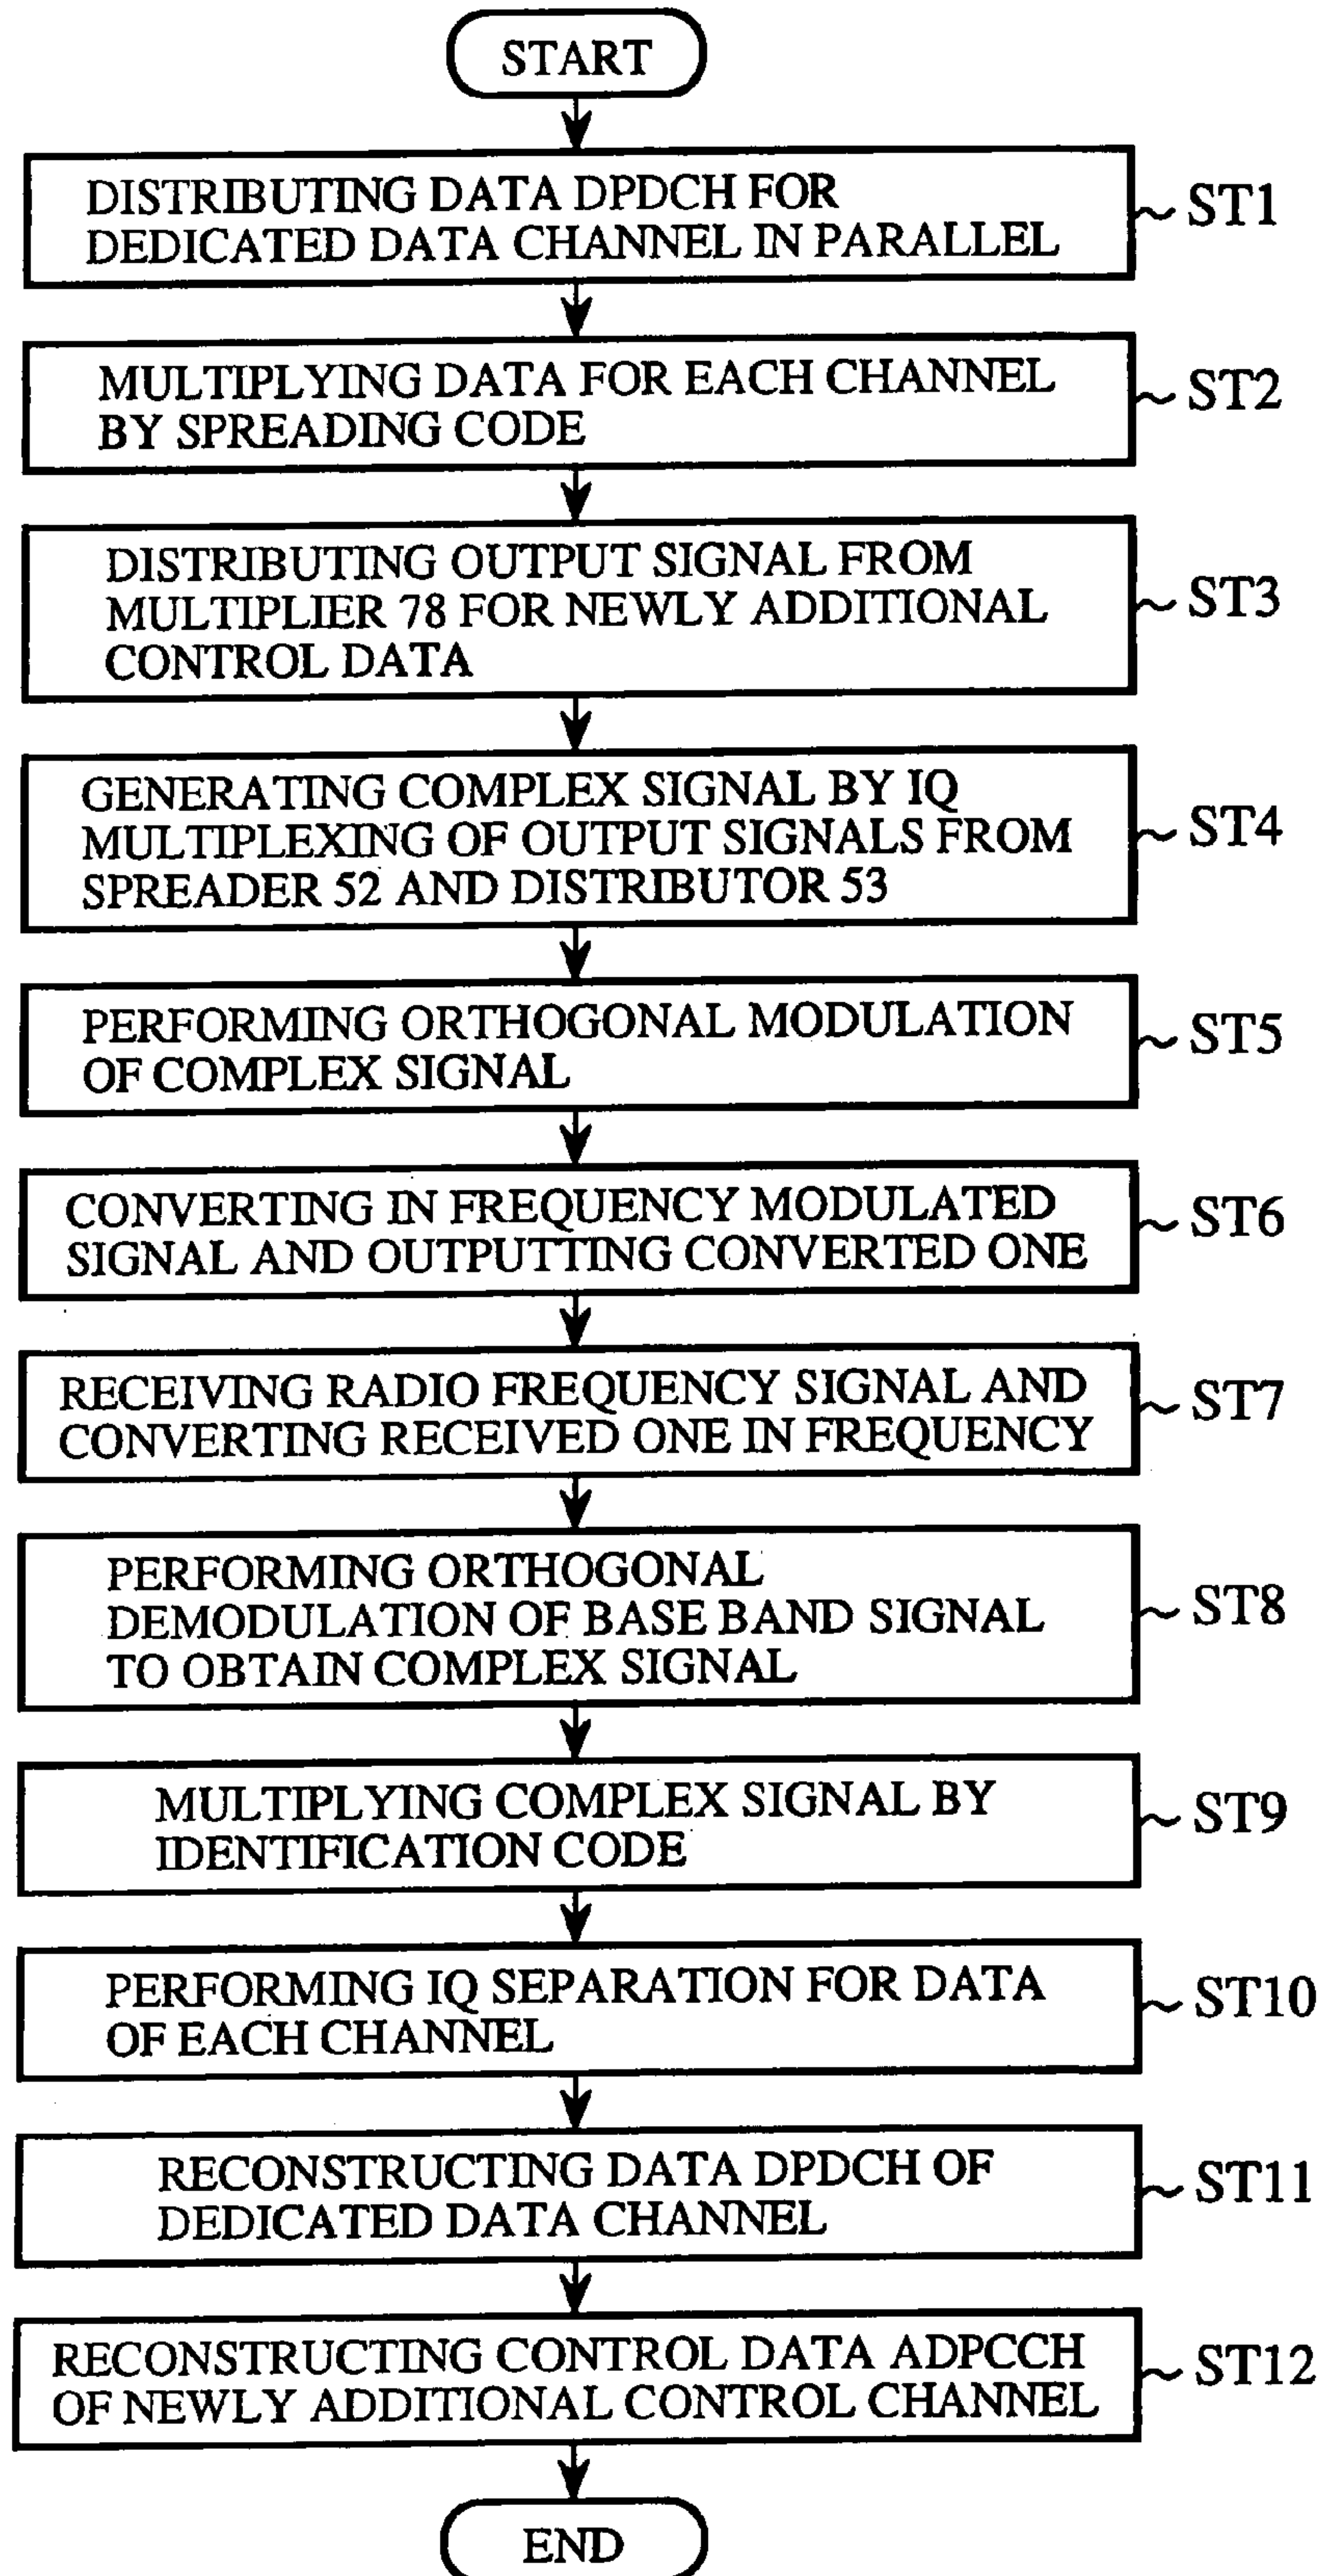 START
DISTRIBUTING DATA DPDCH FOR
DEDICATED DATA CHANNEL IN PARALLEL
ST1
MULTIPLYING DATA FOR EACH CHANNEL
BY SPREADING CODE
ST2
DISTRIBUTING OUTPUT SIGNAL FROM
MULTIPLIER 78 FOR NEWLY ADDITIONAL
CONTROL DATA
ST3
GENERATING COMPLEX SIGNAL BY IQ
MULTIPLEXING OF OUTPUT SIGNALS FROM
SPREADER 52 AND DISTRIBUTOR 53
ST4
PERFORMING ORTHOGONAL MODULATION
OF COMPLEX SIGNAL
ST5
CONVERTING IN FREQUENCY MODULATED
SIGNAL AND OUTPUTTING CONVERTED ONE
ST6
RECEIVING RADIO FREQUENCY SIGNAL AND
CONVERTING RECEIVED ONE IN FREQUENCY
ST7
PERFORMING ORTHOGONAL
DEMODULATION OF BASE BAND SIGNAL
TO OBTAIN COMPLEX SIGNAL
ST8
MULTIPLYING COMPLEX SIGNAL BY
IDENTIFICATION CODE
ST9
PERFORMING IQ SEPARATION FOR DATA
OF EACH CHANNEL
ST10
RECONSTRUCTING DATA DPDCH OF
DEDICATED DATA CHANNEL
ST11
RECONSTRUCTING CONTROL DATA ADPCCH
OF NEWLY ADDITIONAL CONTROL CHANNEL
ST12
END